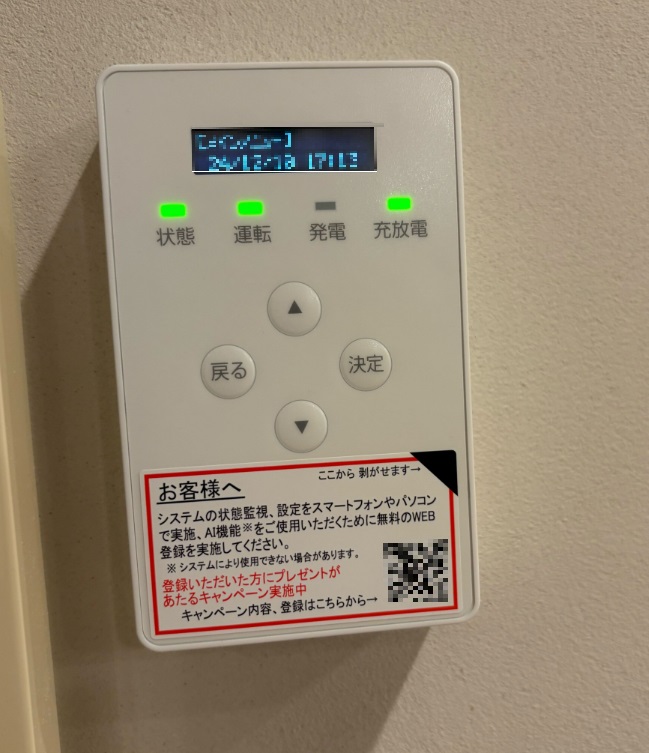 [メインメニュー]
24/12/18 17:13
状態 運転 発電 充放電
▲
戻る 決定
▼
ここから 剥がせます→
お客様へ
システムの状態監視、設定をスマートフォンやパソコン
で実施、AI機能※をご使用いただくために無料のWEB
登録を実施してください。
※システムにより使用できない場合があります。
登録いただいた方にプレゼントが
あたるキャンペーン実施中
キャンペーン内容、登録はこちらから→